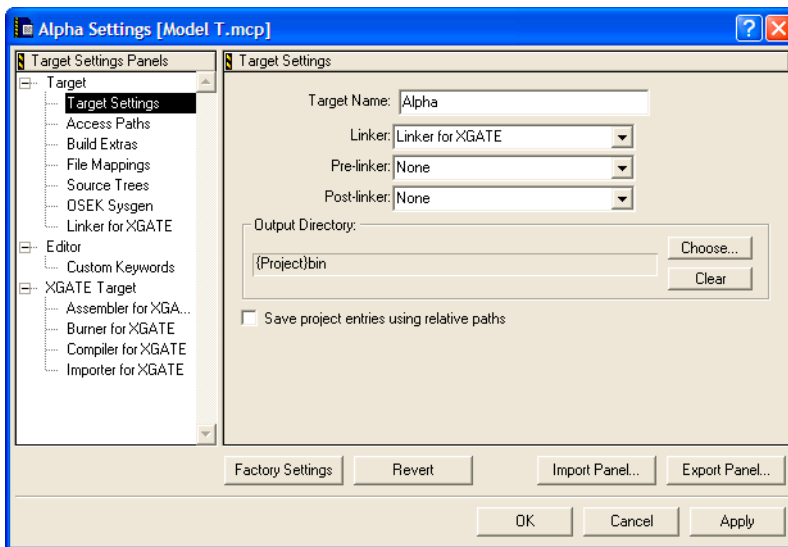 Alpha Settings [Model T.mcp]
Target Settings Panels
Target
Target Settings
Access Paths
Build Extras
File Mappings
Source Trees
OSEK Sysgen
Linker for XGATE
Editor
Custom Keywords
XGATE Target
Assembler for XGA...
Burner for XGATE
Compiler for XGATE
Importer for XGATE
Target Settings
Target Name: Alpha
Linker: Linker for XGATE
Pre-linker: None
Post-linker: None
Output Directory:
{Project}bin
Choose...
Clear
Save project entries using relative paths
Factory Settings Revert Import Panel... Export Panel...
OK Cancel Apply